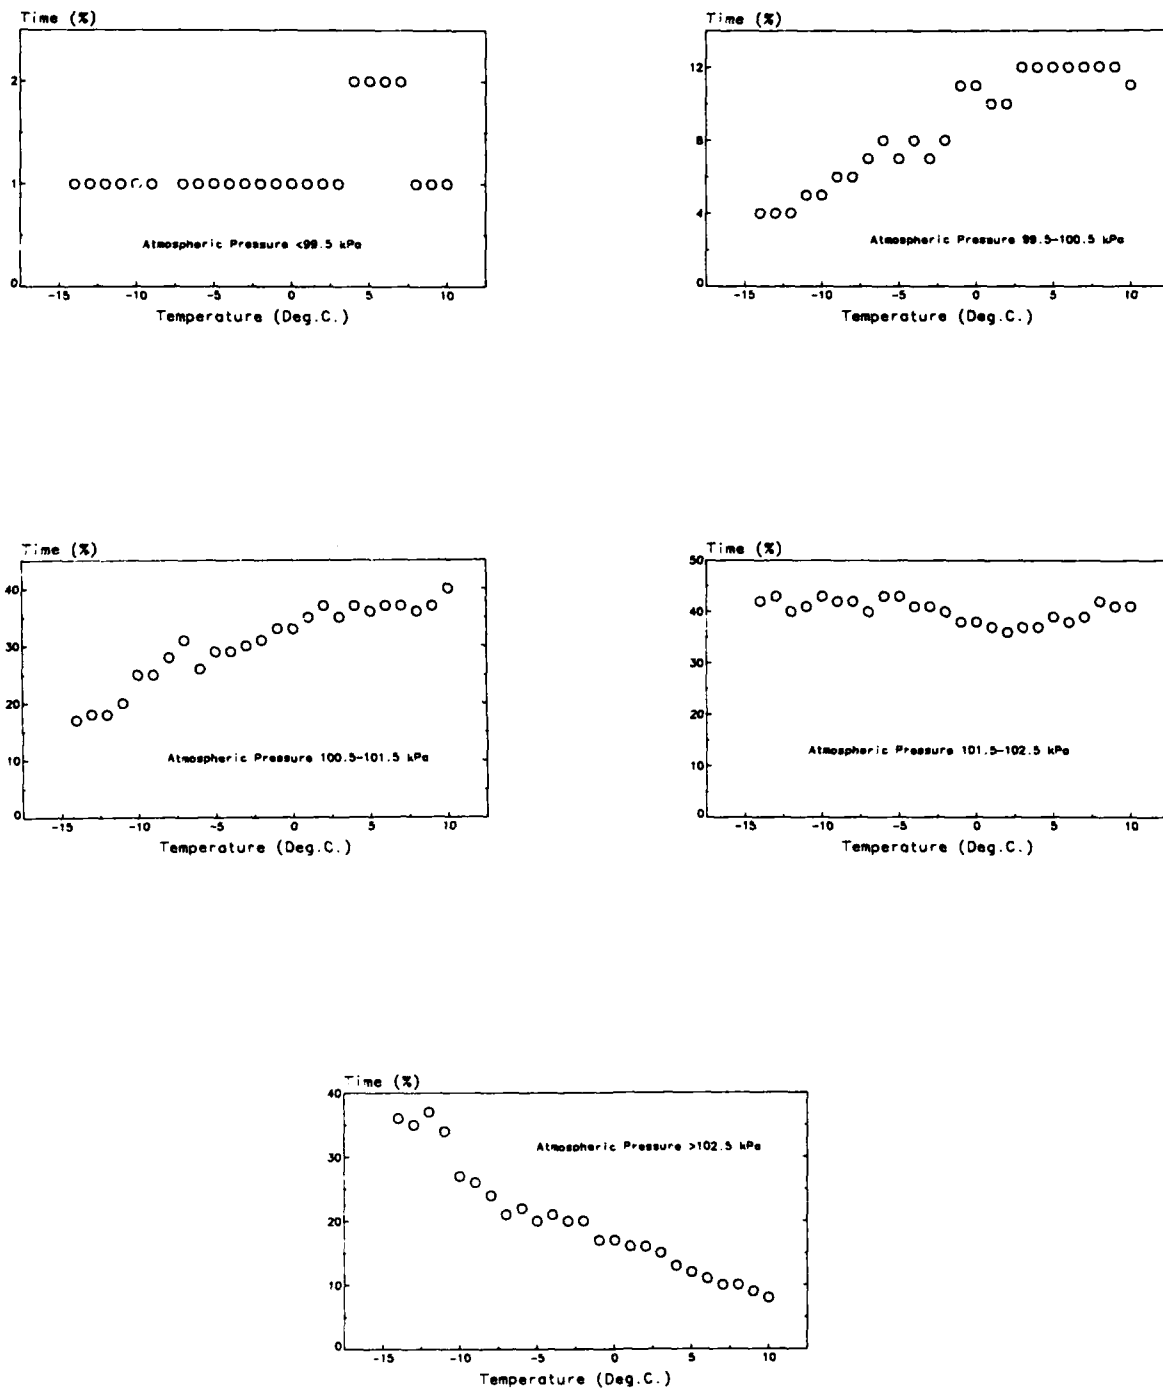 Time (%)
2
1
0
-15 -10 -5 0 5 10
Temperature (Deg.C.)
Atmospheric Pressure <99.5 kPa
Time (%)
12
8
4
0
-15 -10 -5 0 5 10
Temperature (Deg.C.)
Atmospheric Pressure 99.5-100.5 kPa
Time (%)
40
30
20
10
0
-15 -10 -5 0 5 10
Temperature (Deg.C.)
Atmospheric Pressure 100.5-101.5 kPa
Time (%)
50
40
30
20
10
0
-15 -10 -5 0 5 10
Temperature (Deg.C.)
Atmospheric Pressure 101.5-102.5 kPa
Time (%)
40
30
20
10
0
-15 -10 -5 0 5 10
Temperature (Deg.C.)
Atmospheric Pressure >102.5 kPa